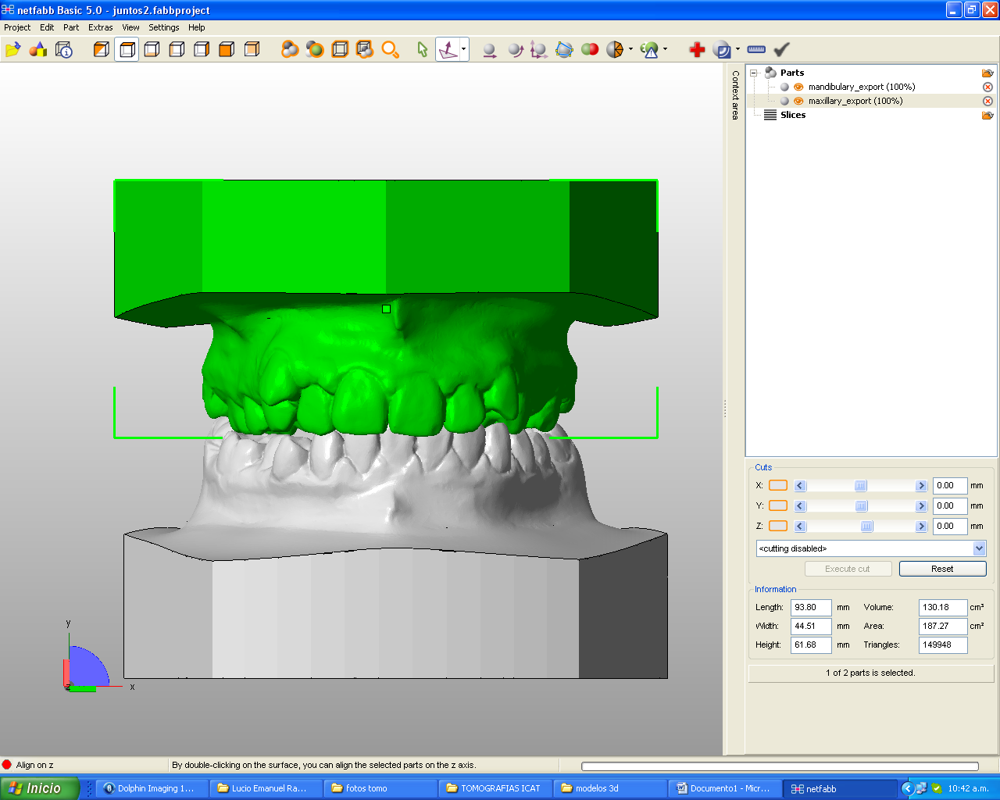 netfabb Basic 5.0 - juntos2.fabbproject
Project Edit Part Extras View Settings Help
Context area
Parts
mandibulary_export (100%)
maxillary_export (100%)
Slices
Cuts
X: 0.00 mm
Y: 0.00 mm
Z: 0.00 mm
<cutting disabled>
Execute cut Reset
Information
Length: 93.80 mm Volume: 130.18 cm³
Width: 44.51 mm Area: 187.27 cm²
Height: 61.68 mm Triangles: 149948
1 of 2 parts is selected.
y
z x
Align on z By double-clicking on the surface, you can align the selected parts on the z axis.
Inicio Dolphin Imaging 1... Lucio Emanuel Ra... fotos tomo TOMOGRAFIAS ICAT modelos 3d Documento1 - Micr... netfabb 10:42 a.m.